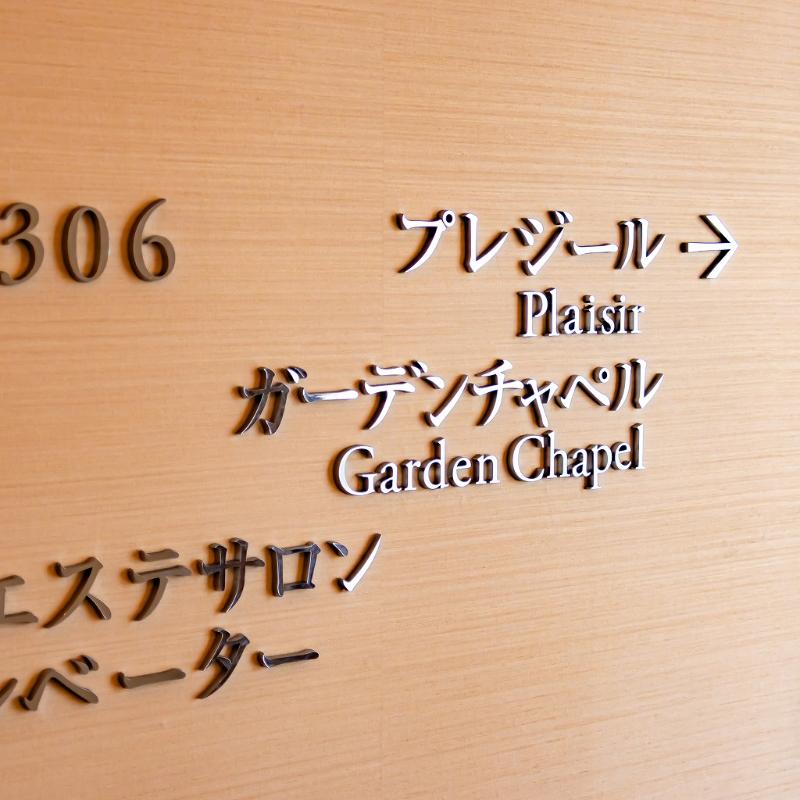 306
プレジール →
Plaisir
ガーデンチャペル
Garden Chapel
エステサロン
ベーター